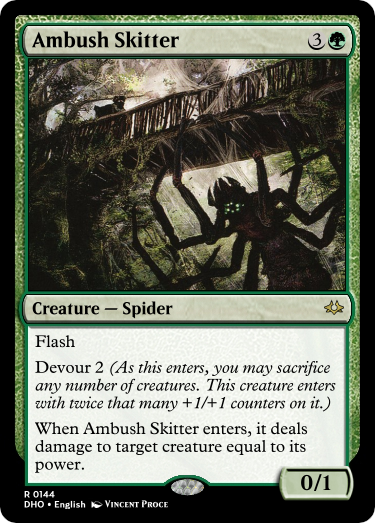 Ambush Skitter 3
Creature — Spider
Flash
Devour 2 (As this enters, you may sacrifice
any number of creatures. This creature enters
with twice that many +1/+1 counters on it.)
When Ambush Skitter enters, it deals
damage to target creature equal to its
power.
0/1
R 0144
DHO • English VINCENT PROCE